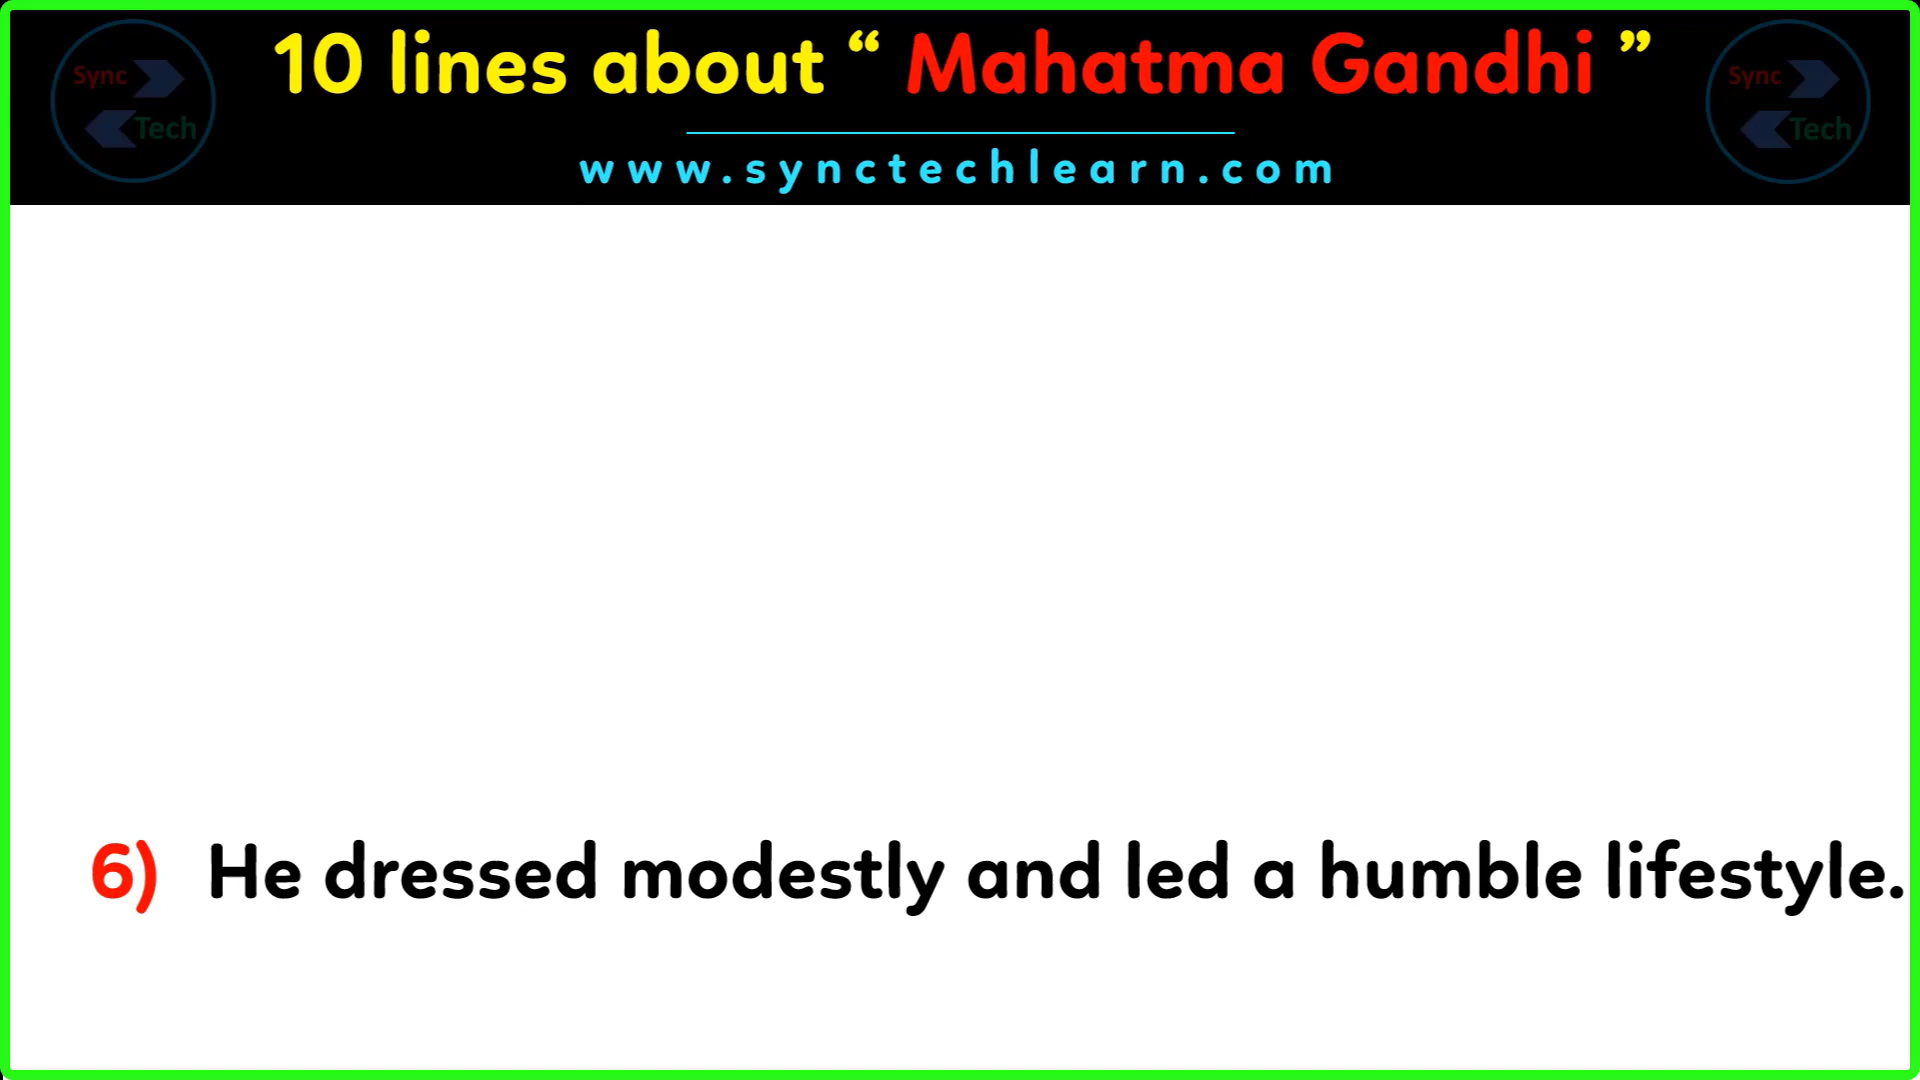 10 lines about “ Mahatma Gandhi ”
Sync
Tech
Sync
Tech
www.synctechlearn.com
6) He dressed modestly and led a humble lifestyle.